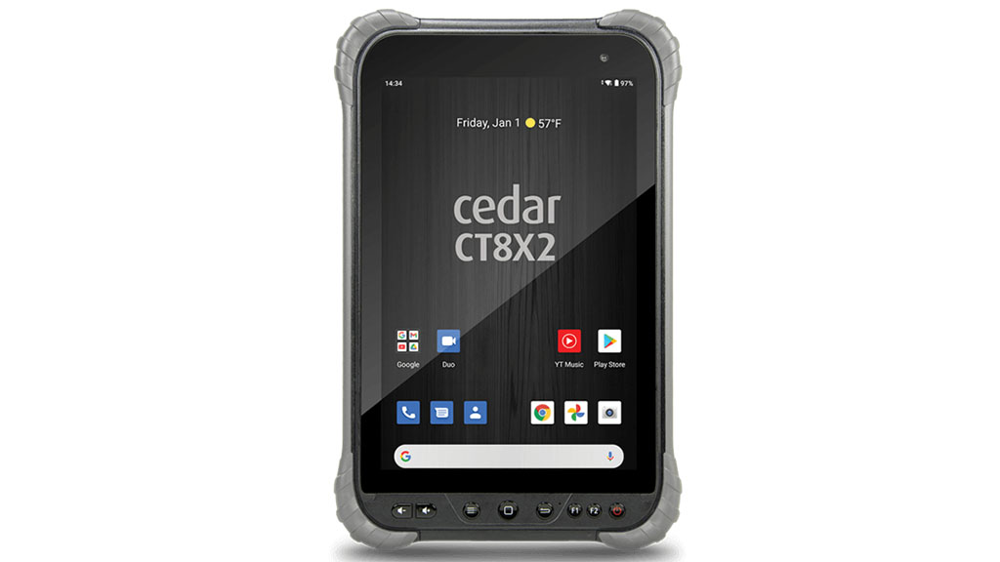 14:34
97%
Friday, Jan 1 57°F
cedar
CT8X2
Google
Duo
YT Music
Play Store
F1
F2